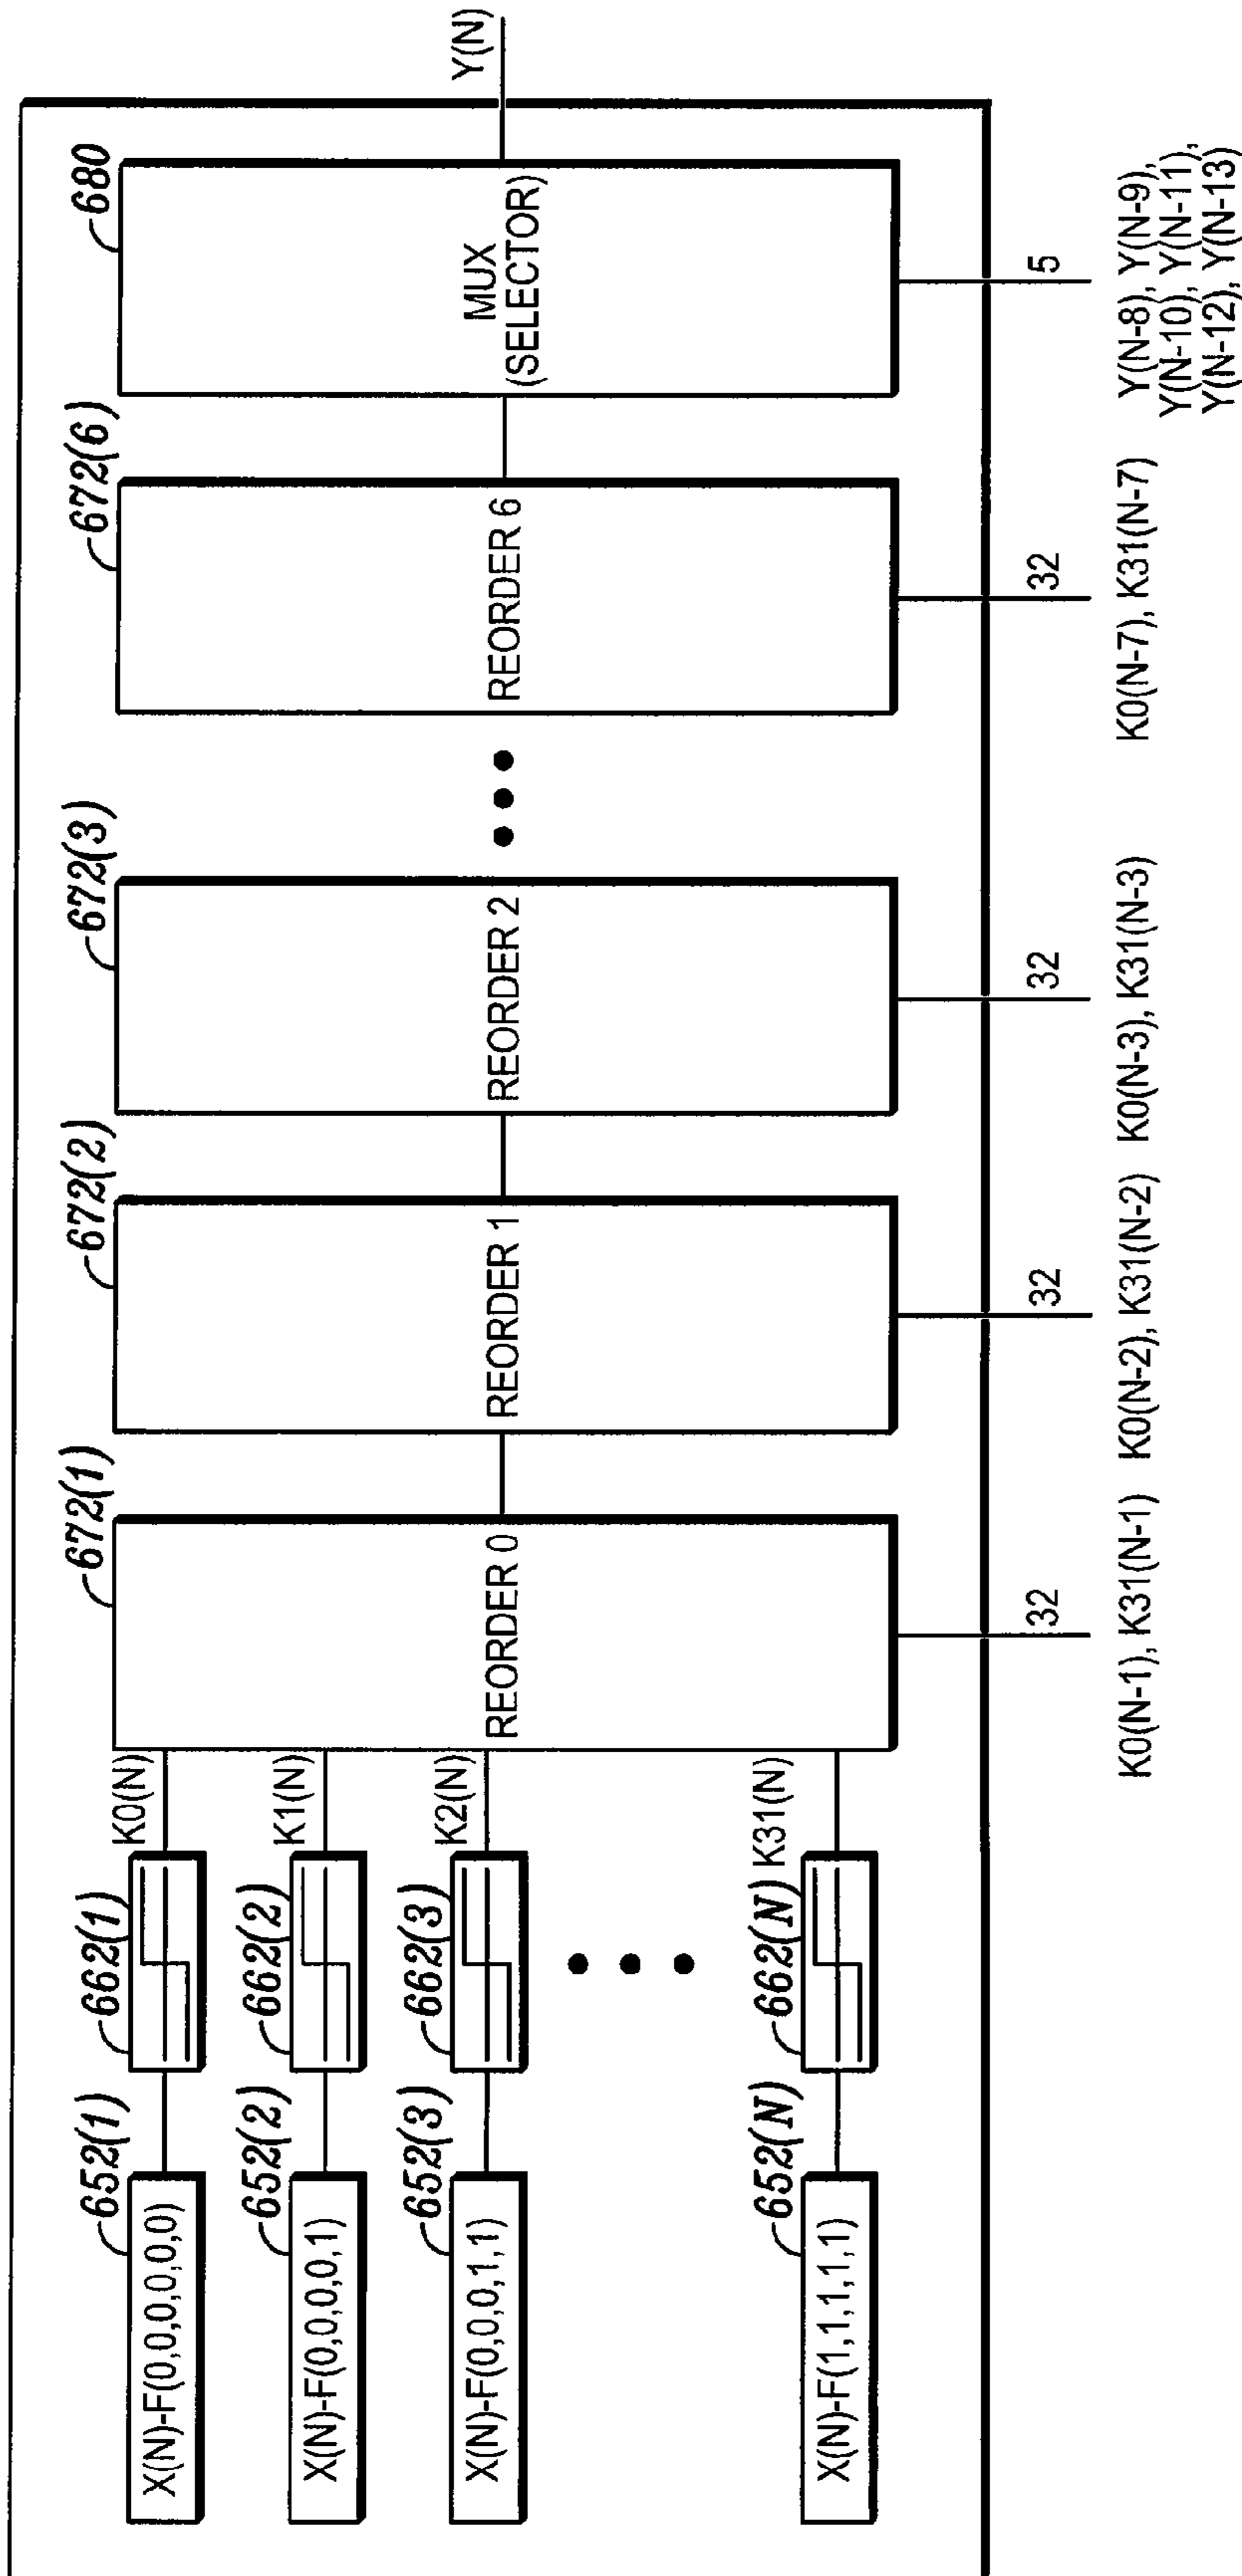 652(1)
X(N)-F(0,0,0,0,0,0)
662(1)
K0(N)
652(2)
X(N)-F(0,0,0,0,1)
662(2)
K1(N)
652(3)
X(N)-F(0,0,0,1,1)
662(3)
K2(N)
652(N)
X(N)-F(1,1,1,1,1)
662(N)
K31(N)
672(1)
REORDER 0
32
K0(N-1), K31(N-1)
672(2)
REORDER 1
32
K0(N-2), K31(N-2)
672(3)
REORDER 2
32
K0(N-3), K31(N-3)
672(6)
REORDER 6
32
K0(N-7), K31(N-7)
680
MUX
(SELECTOR)
5
Y(N-8), Y(N-9),
Y(N-10), Y(N-11),
Y(N-12), Y(N-13)
Y(N)